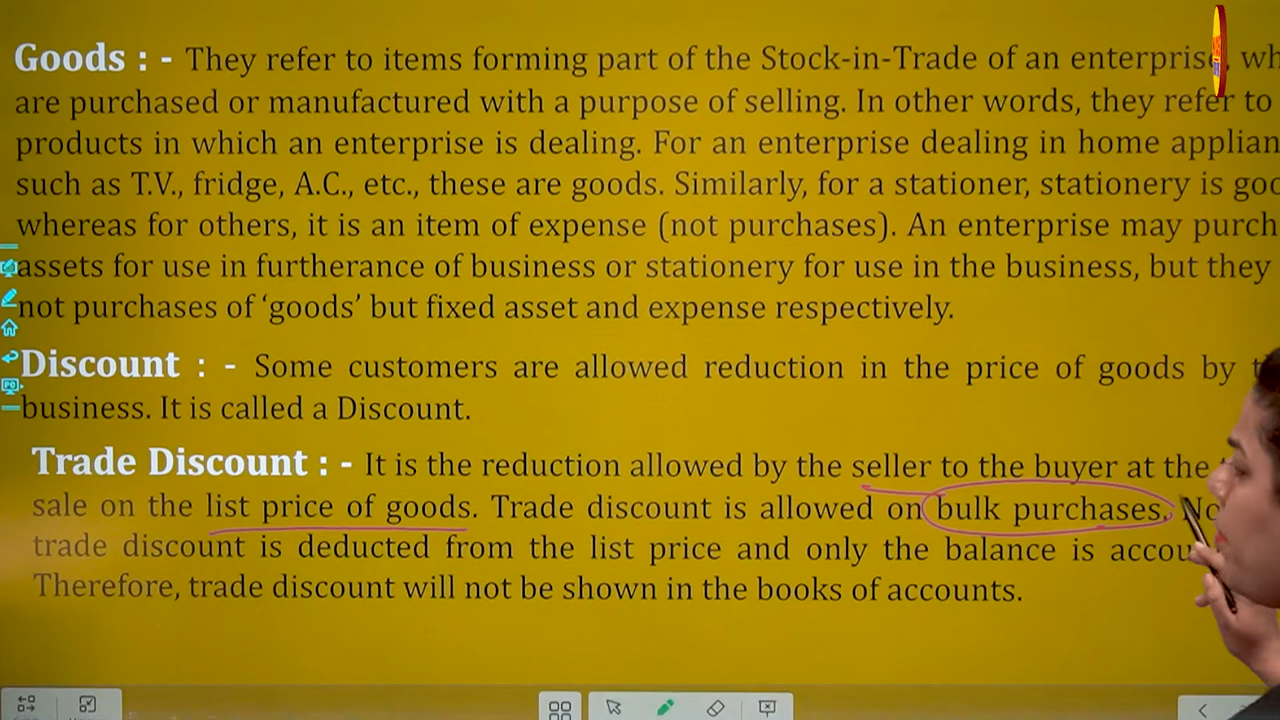 Goods : - They refer to items forming part of the Stock-in-Trade of an enterprise, wh
are purchased or manufactured with a purpose of selling. In other words, they refer to
products in which an enterprise is dealing. For an enterprise dealing in home applian
such as T.V., fridge, A.C., etc., these are goods. Similarly, for a stationer, stationery is goo
whereas for others, it is an item of expense (not purchases). An enterprise may purch
assets for use in furtherance of business or stationery for use in the business, but they
not purchases of ‘goods’ but fixed asset and expense respectively.
Discount : - Some customers are allowed reduction in the price of goods by t
business. It is called a Discount.
Trade Discount : - It is the reduction allowed by the seller to the buyer at the
sale on the list price of goods. Trade discount is allowed on bulk purchases. No
trade discount is deducted from the list price and only the balance is accou
Therefore, trade discount will not be shown in the books of accounts.